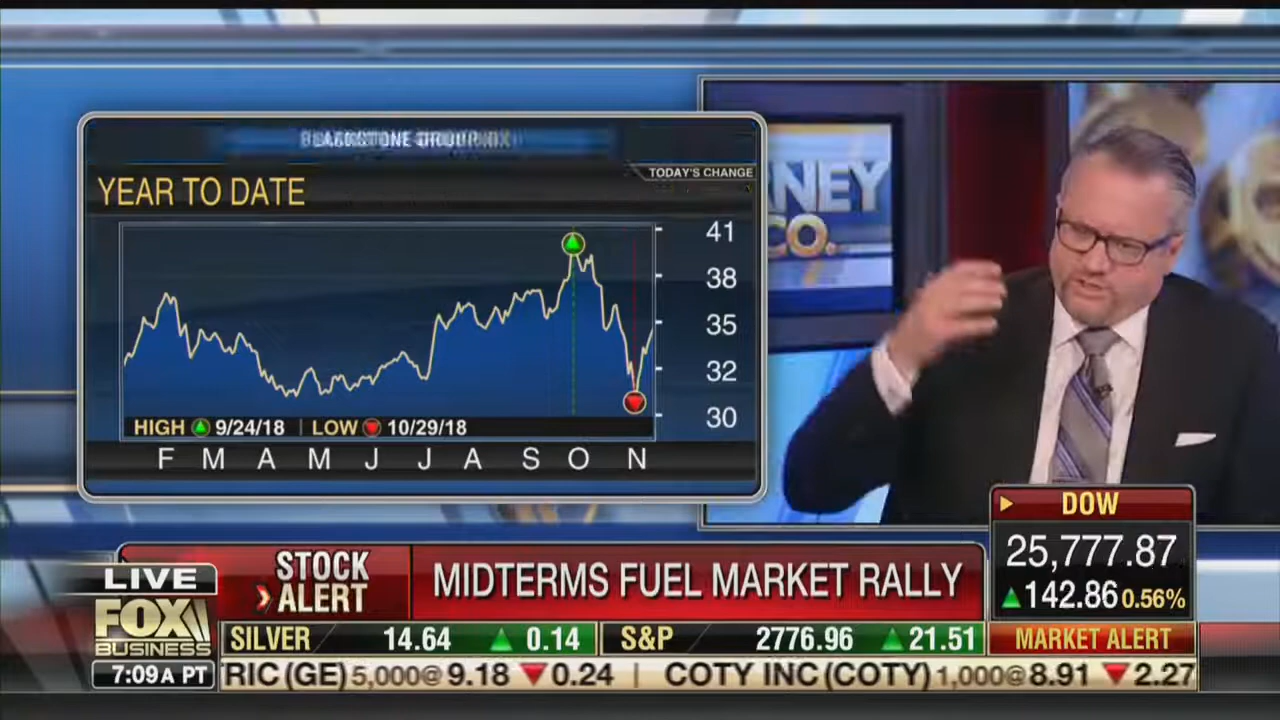 YEAR TO DATE
TODAY'S CHANGE
41
38
35
32
30
HIGH 9/24/18 | LOW 10/29/18
F M A M J J A S O N
NEY
CO.
DOW
25,777.87
142.86 0.56%
MARKET ALERT
STOCK
ALERT
MIDTERMS FUEL MARKET RALLY
LIVE
FOX
BUSINESS
7:09A PT
SILVER 14.64 0.14
S&P 2776.96 21.51
RIC (GE) 5,000@ 9.18 0.24 | COTY INC (COTY) 1,000@ 8.91 2.27